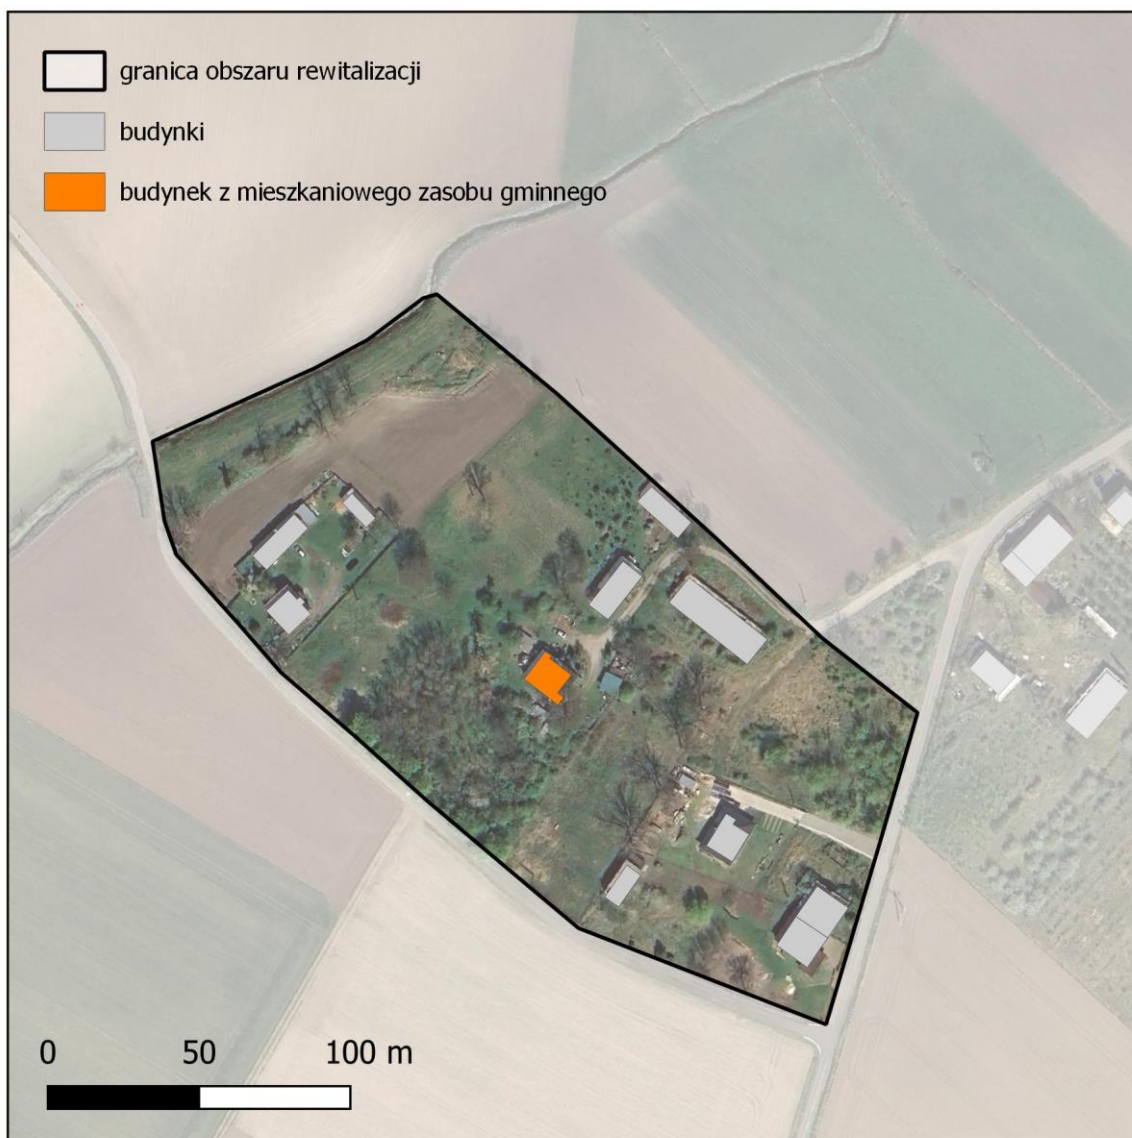 granica obszaru rewitalizacji
budynki
budynek z mieszkaniowego zasobu gminnego
0 50 100 m